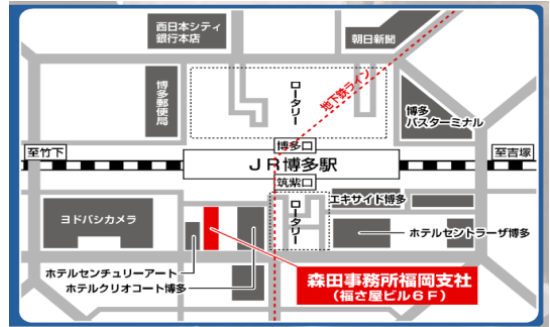 西日本シティ
銀行本店
朝日新聞
博多郵便局
ロータリー
地下鉄ライン
博多
バスターミナル
博多口
至竹下
JR博多駅
至吉塚
筑紫口
ロータリー
エキサイド博多
ヨドバシカメラ
ホテルセントラーザ博多
ホテルセンチュリーアート
ホテルクリオコート博多
森田事務所福岡支社
(福さ屋ビル6F)